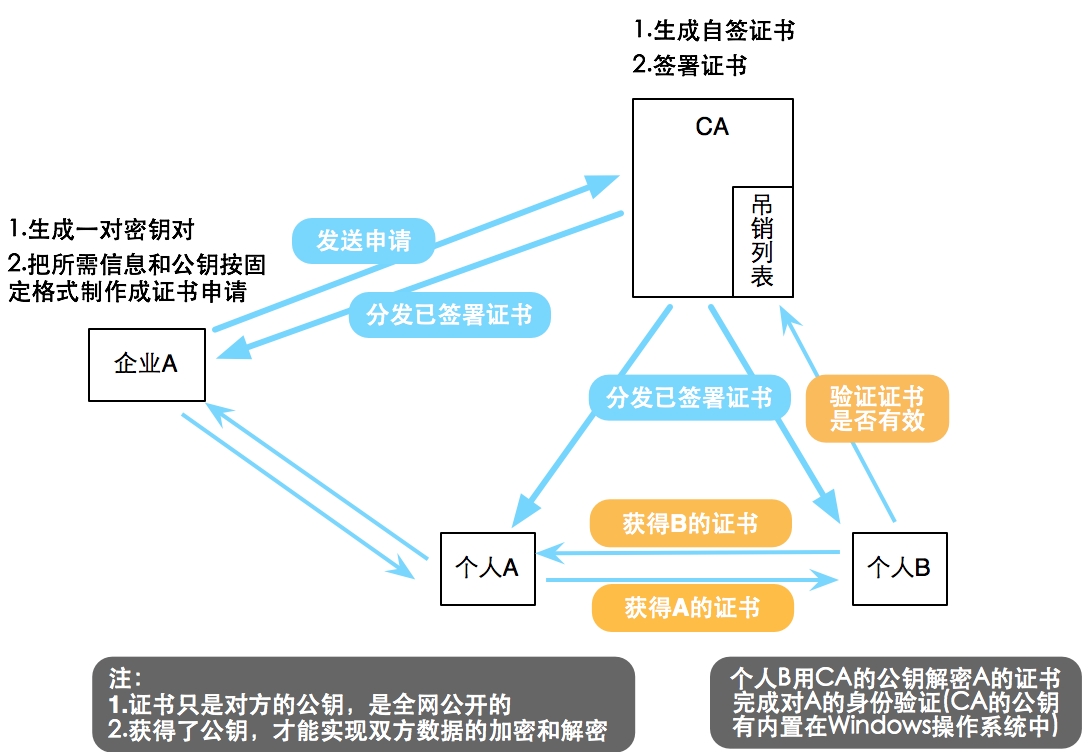 1.生成自签证书
2.签署证书
CA
吊销列表
1.生成一对密钥对
2.把所需信息和公钥按固
定格式制作成证书申请
发送申请
分发已签署证书
企业A
分发已签署证书
验证证书
是否有效
获得B的证书
个人A
个人B
获得A的证书
注：
1.证书只是对方的公钥，是全网公开的
2.获得了公钥，才能实现双方数据的加密和解密
个人B用CA的公钥解密A的证书
完成对A的身份验证(CA的公钥
有内置在Windows操作系统中)